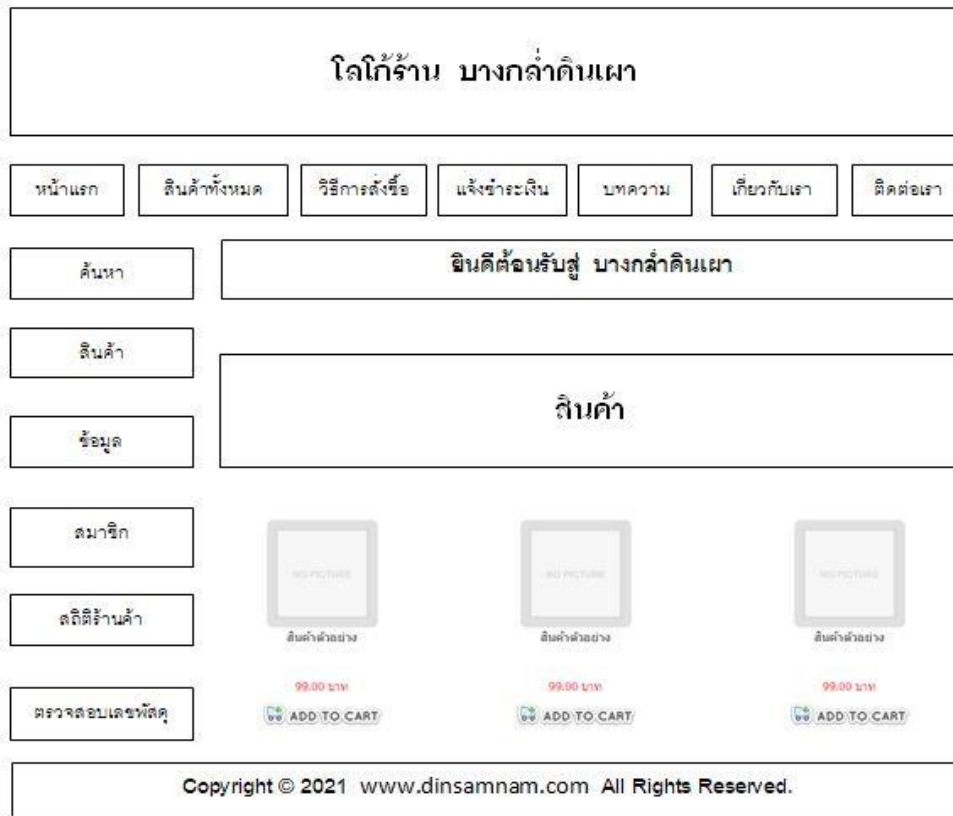 โลโก้ร้าน บางกล่ำดินเผา
หน้าแรก สินค้าทั้งหมด วิธีการสั่งซื้อ แจ้งชำระเงิน บทความ เกี่ยวกับเรา ติดต่อเรา
ค้นหา
ยินดีต้อนรับสู่ บางกล่ำดินเผา
สินค้า
สินค้า
ข้อมูล
สมาชิก
สถิติร้านค้า
ตรวจสอบเลขพัสดุ
NO PICTURE NO PICTURE NO PICTURE
สินค้าตัวอย่าง สินค้าตัวอย่าง สินค้าตัวอย่าง
99.00 บาท 99.00 บาท 99.00 บาท
ADD TO CART ADD TO CART ADD TO CART
Copyright © 2021 www.dinsamnam.com All Rights Reserved.